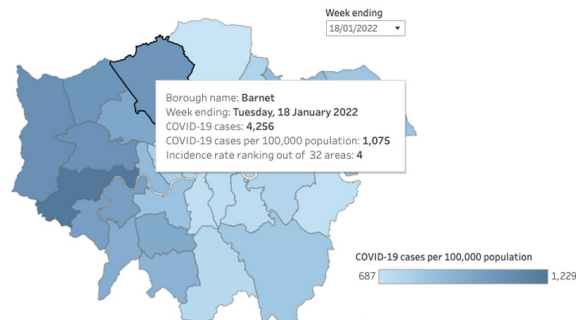 Week ending
18/01/2022
Borough name: Barnet
Week ending: Tuesday, 18 January 2022
COVID-19 cases: 4,256
COVID-19 cases per 100,000 population: 1,075
Incidence rate ranking out of 32 areas: 4
COVID-19 cases per 100,000 population
687 1,229